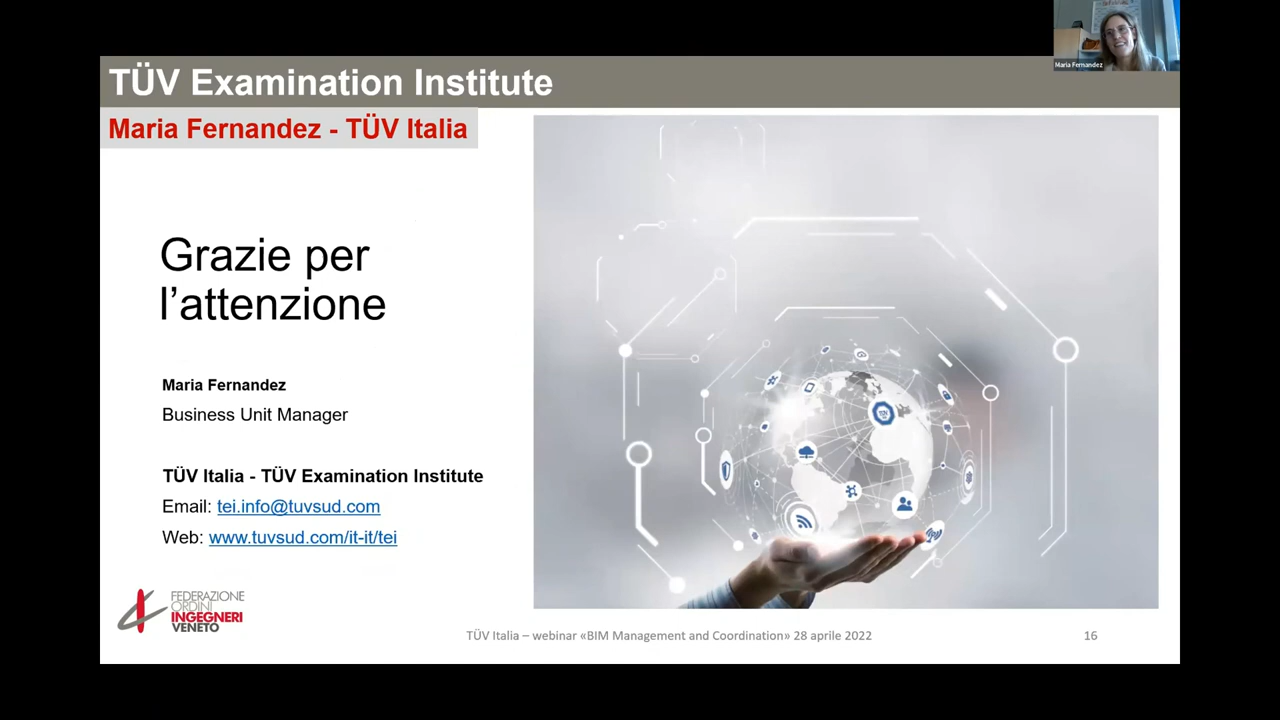 Maria Fernandez
TÜV Examination Institute
Maria Fernandez - TÜV Italia
Grazie per
l’attenzione
Maria Fernandez
Business Unit Manager
TÜV Italia - TÜV Examination Institute
Email: tei.info@tuvsud.com
Web: www.tuvsud.com/it-it/tei
FEDERAZIONE
ORDINI
INGEGNERI
VENETO
TÜV Italia – webinar «BIM Management and Coordination» 28 aprile 2022
16